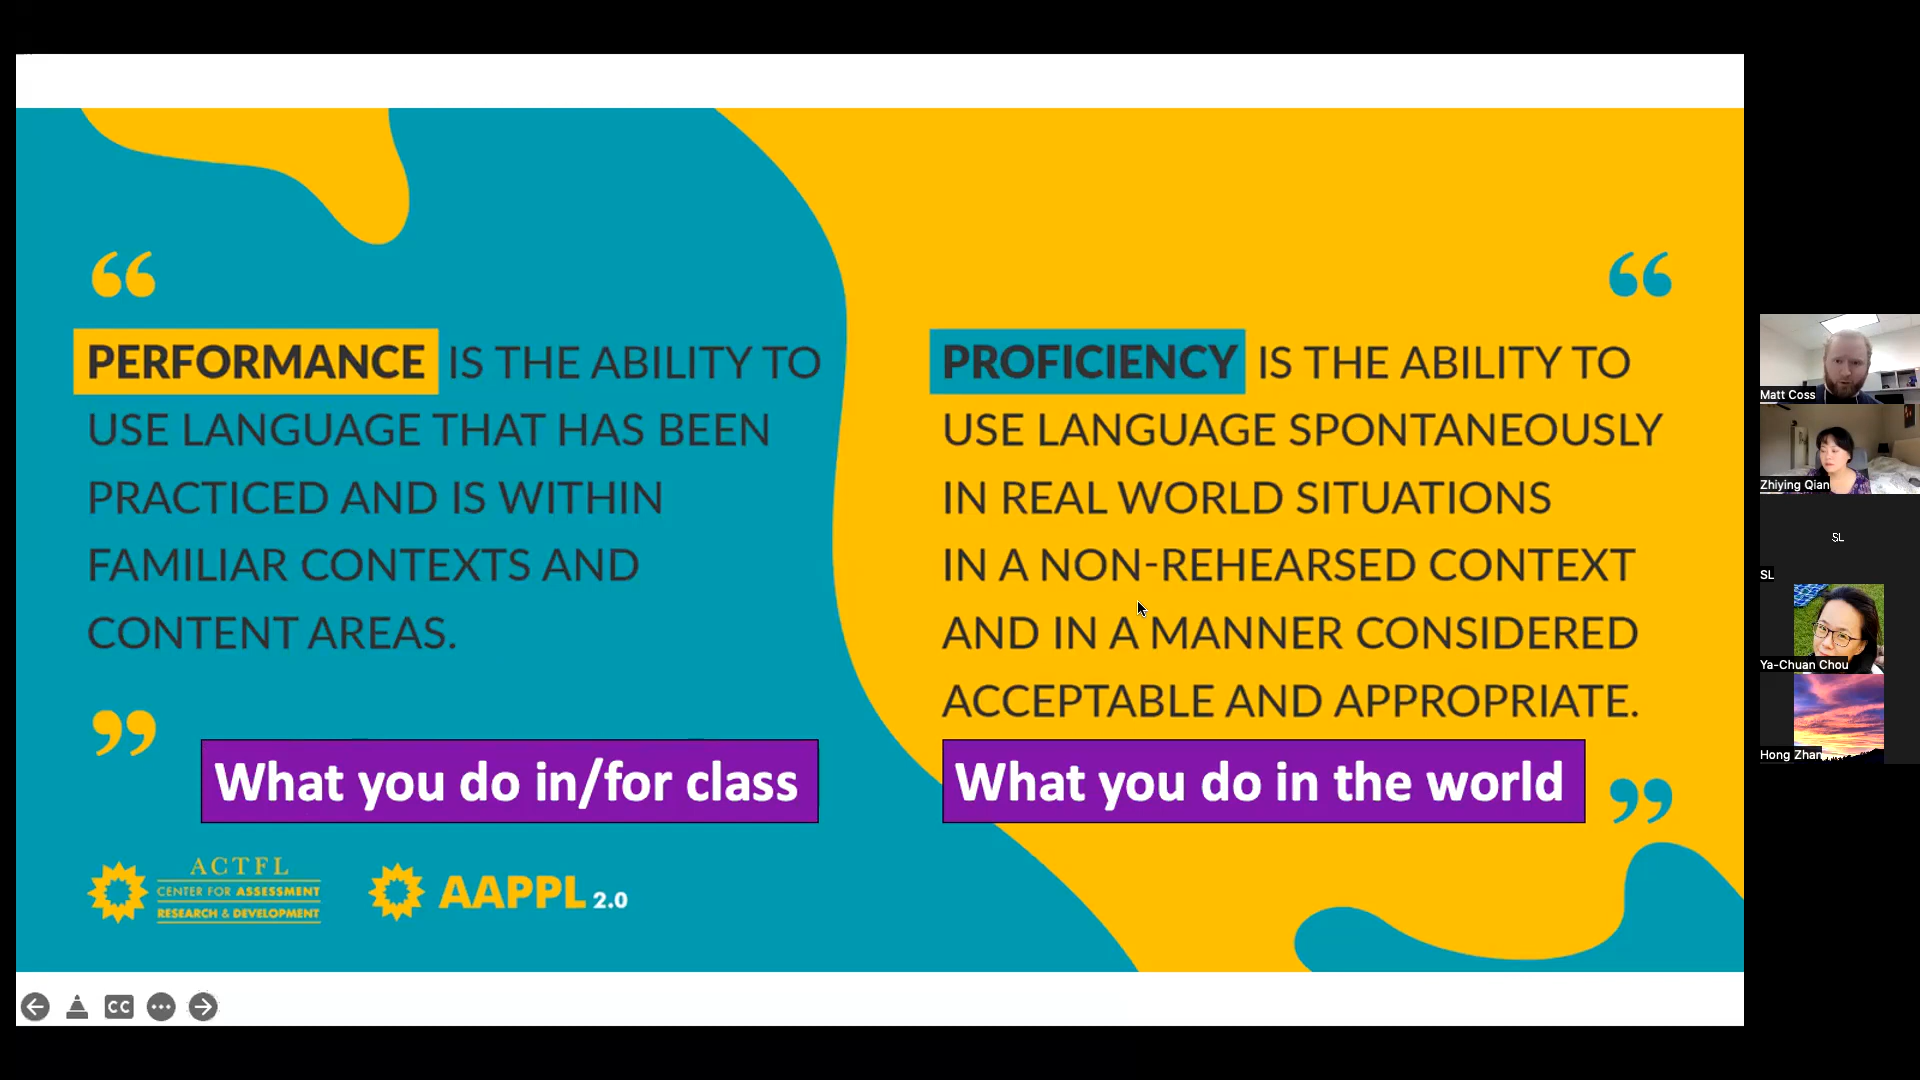 “
PERFORMANCE IS THE ABILITY TO
USE LANGUAGE THAT HAS BEEN
PRACTICED AND IS WITHIN
FAMILIAR CONTEXTS AND
CONTENT AREAS.
”
What you do in/for class
ACTFL
CENTER FOR ASSESSMENT
RESEARCH & DEVELOPMENT
AAPPL 2.0
“
PROFICIENCY IS THE ABILITY TO
USE LANGUAGE SPONTANEOUSLY
IN REAL WORLD SITUATIONS
IN A NON-REHEARSED CONTEXT
AND IN A MANNER CONSIDERED
ACCEPTABLE AND APPROPRIATE.
What you do in the world
”
CC
Matt Coss
Zhiying Qian
SL
SL
Ya-Chuan Chou
Hong Zhan